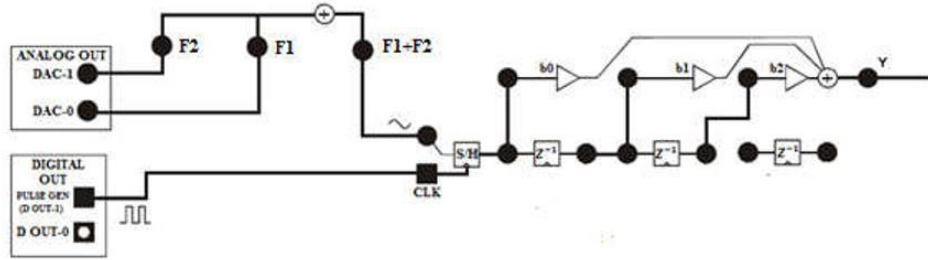 ANALOG OUT
DAC-1
DAC-0
F2
F1
F1+F2
DIGITAL
OUT
PULSE GEN
(D OUT-1)
D OUT-0
CLK
S/H
b0
b1
b2
Y
Z⁻¹
Z⁻¹
Z⁻¹